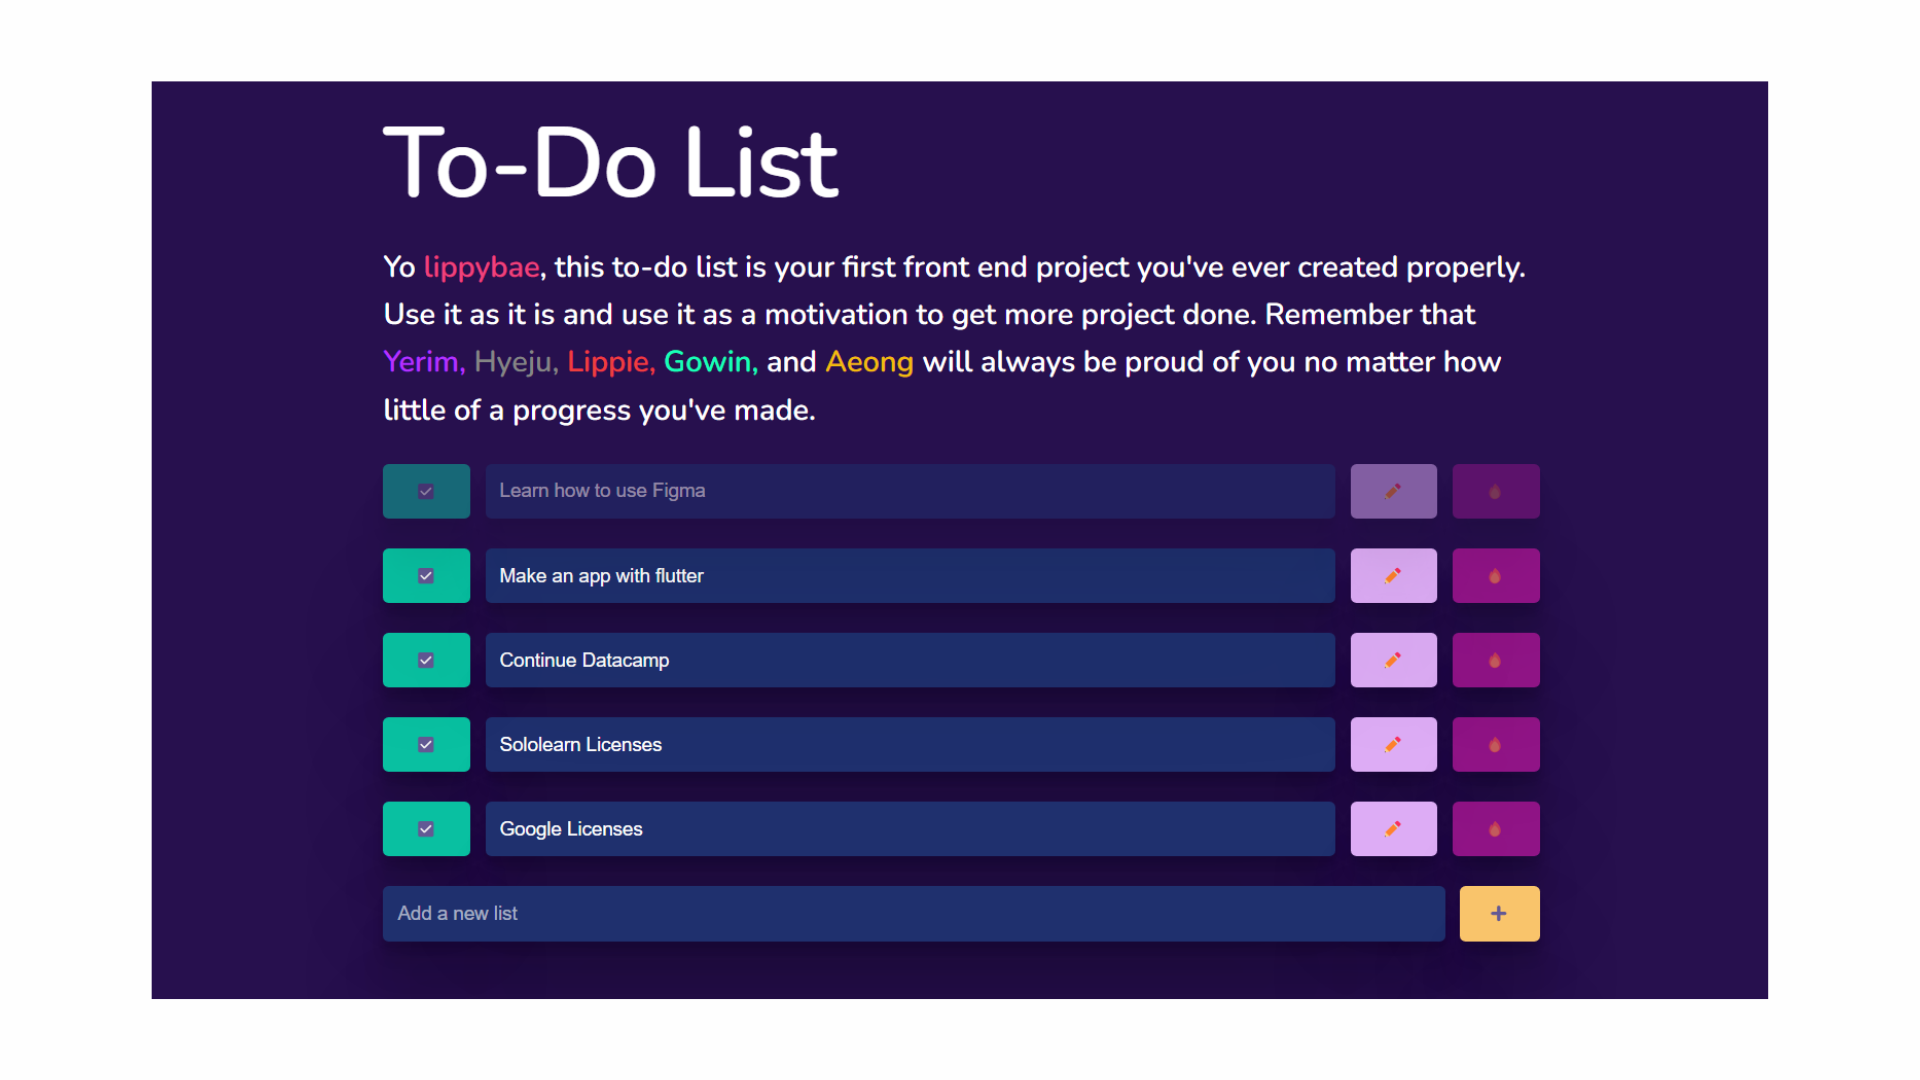 To-Do List
Yo lippybae, this to-do list is your first front end project you've ever created properly.
Use it as it is and use it as a motivation to get more project done. Remember that
Yerim, Hyeju, Lippie, Gowin, and Aeong will always be proud of you no matter how
little of a progress you've made.
Learn how to use Figma
Make an app with flutter
Continue Datacamp
Sololearn Licenses
Google Licenses
Add a new list